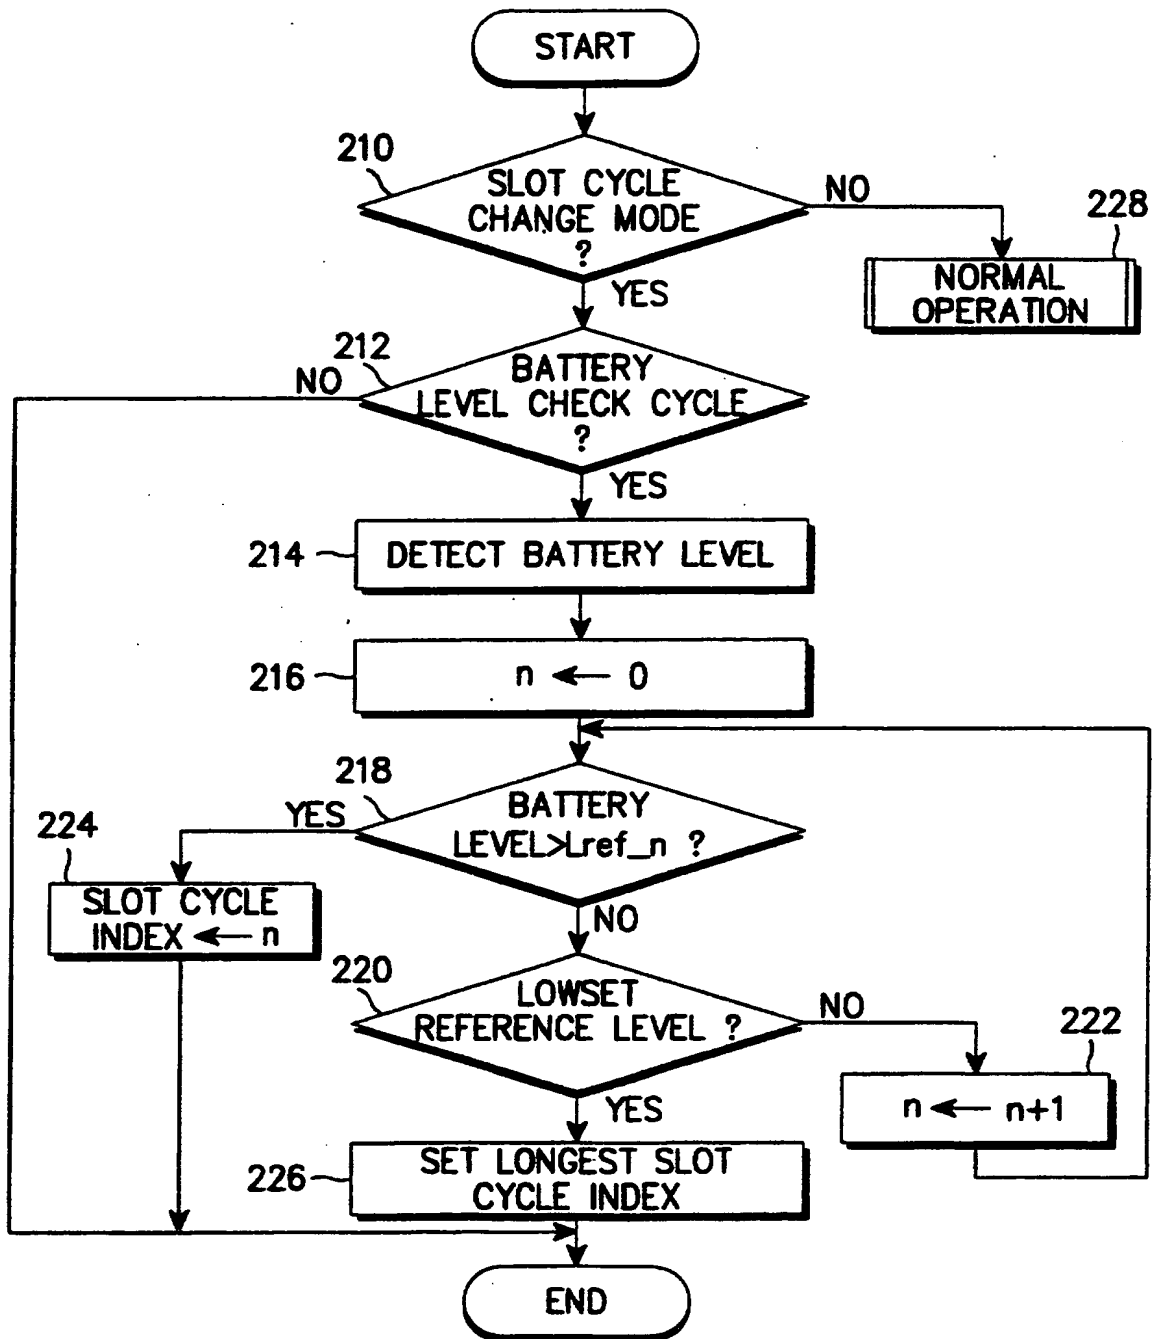 START
210
SLOT CYCLE
CHANGE MODE
?
NO
YES
228
NORMAL
OPERATION
212
NO
BATTERY
LEVEL CHECK CYCLE
?
YES
214
DETECT BATTERY LEVEL
216
n ← 0
218
YES
BATTERY
LEVEL>Lref_n ?
NO
224
SLOT CYCLE
INDEX ← n
220
LOWSET
REFERENCE LEVEL ?
NO
YES
222
n ← n+1
226
SET LONGEST SLOT
CYCLE INDEX
END